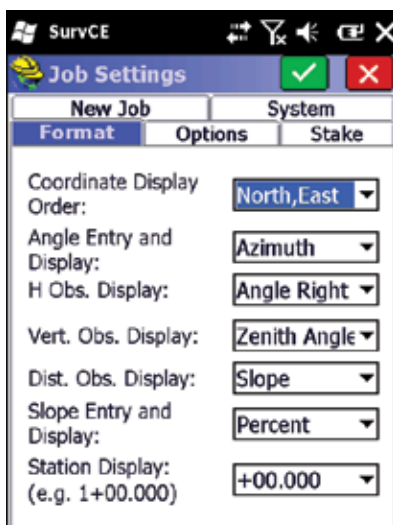 SurvCE
Job Settings
New Job System
Format Options Stake
Coordinate Display
Order: North,East
Angle Entry and
Display: Azimuth
H Obs. Display: Angle Right
Vert. Obs. Display: Zenith Angle
Dist. Obs. Display: Slope
Slope Entry and
Display: Percent
Station Display:
(e.g. 1+00.000) +00.000